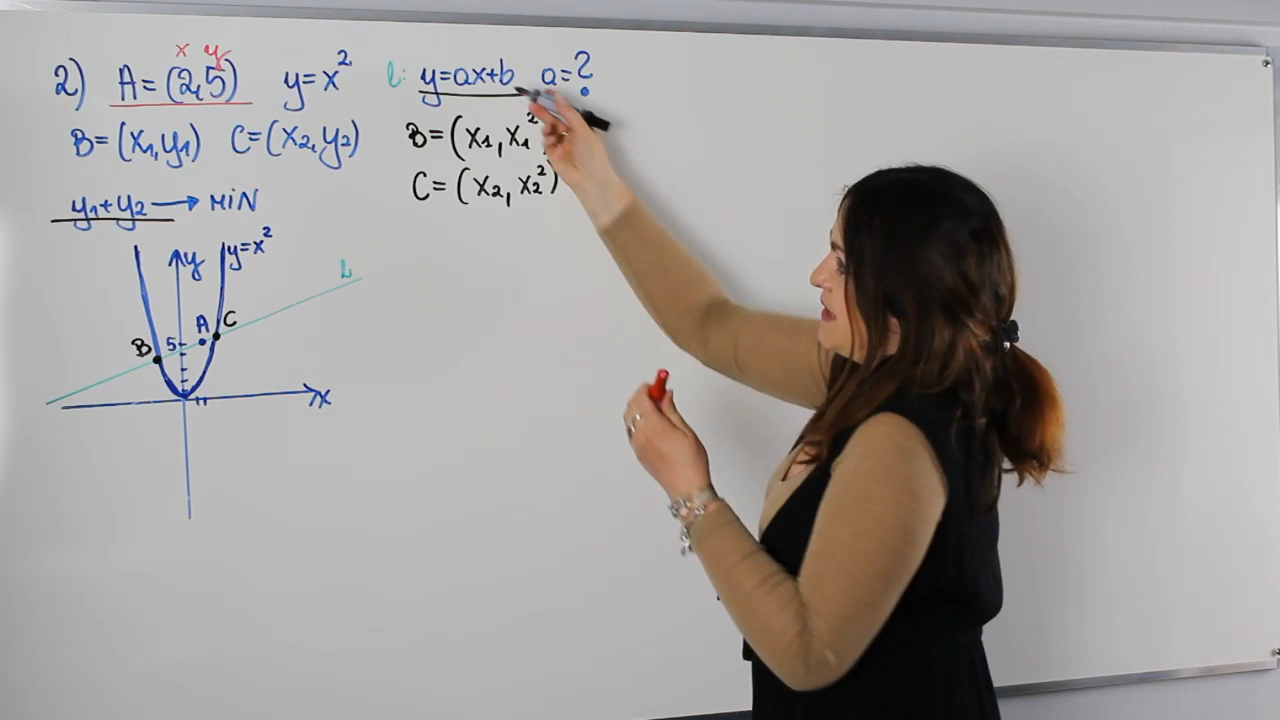 x y
2) A = (2,5) y=x²
l: y=ax+b a=?
B=(x₁,y₁) C=(x₂,y₂)
B=(x₁,x₁²
C=(x₂,x₂²)
y₁+y₂ → MIN
y
y=x²
l
A
C
B
5
x